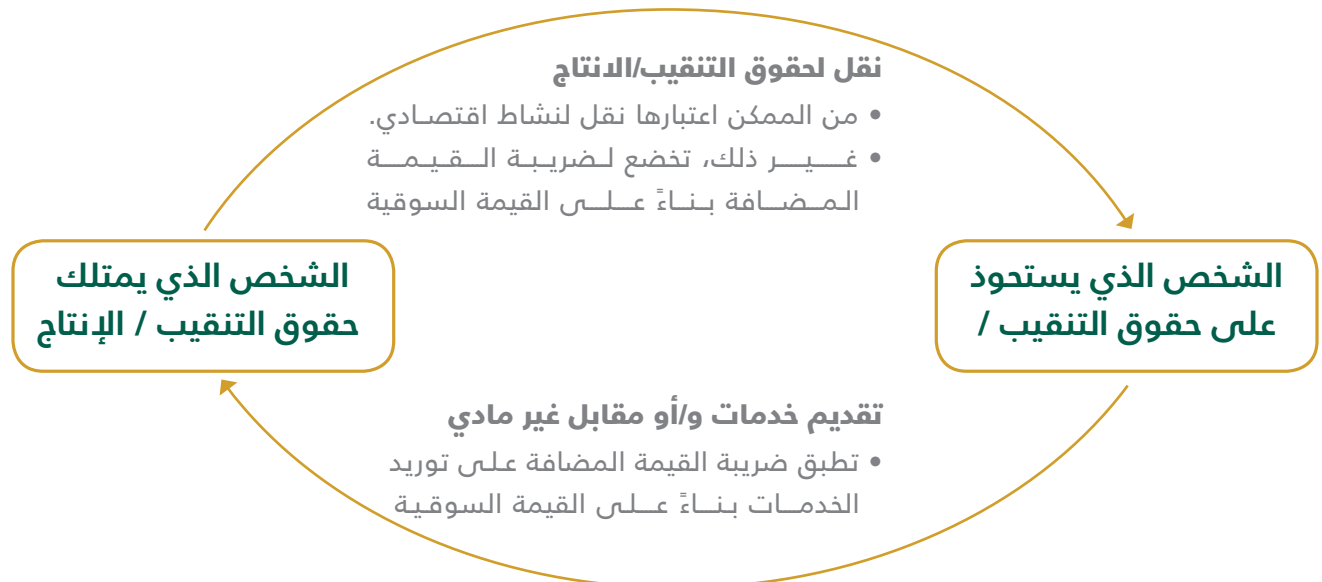 نقل لحقوق التنقيب/الانتاج
• من الممكن اعتبارها نقل لنشاط اقتصادي.
• غير ذلك، تخضع لضريبة القيمة
المضافة بناءً على القيمة السوقية
الشخص الذي يستحوذ
على حقوق التنقيب /
الشخص الذي يمتلك
حقوق التنقيب / الإنتاج
تقديم خدمات و/أو مقابل غير مادي
• تطبق ضريبة القيمة المضافة على توريد
الخدمات بناءً على القيمة السوقية